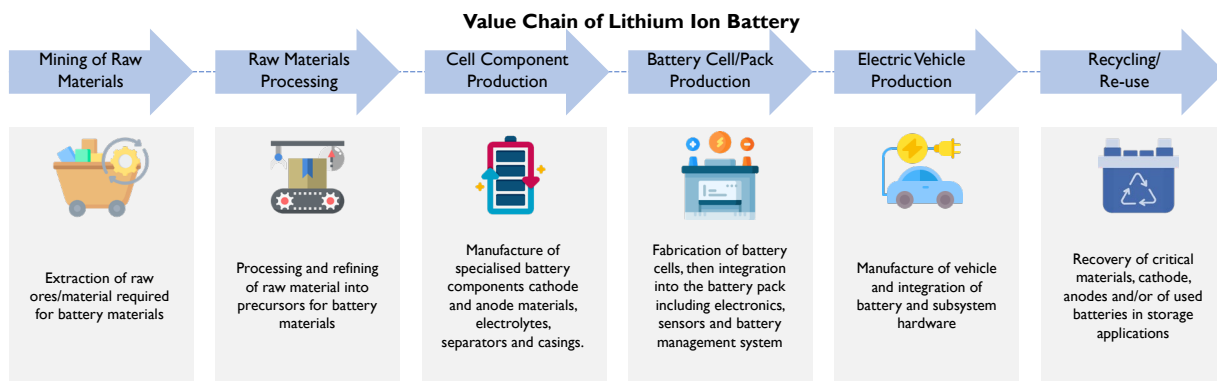 Value Chain of Lithium Ion Battery
Mining of Raw
Materials
Raw Materials
Processing
Cell Component
Production
Battery Cell/Pack
Production
Electric Vehicle
Production
Recycling/
Re-use
Extraction of raw
ores/material required
for battery materials
Processing and refining
of raw material into
precursors for battery
materials
Manufacture of
specialised battery
components cathode
and anode materials,
electrolytes,
separators and casings.
Fabrication of battery
cells, then integration
into the battery pack
including electronics,
sensors and battery
management system
Manufacture of vehicle
and integration of
battery and subsystem
hardware
Recovery of critical
materials, cathode,
anodes and/or of used
batteries in storage
applications